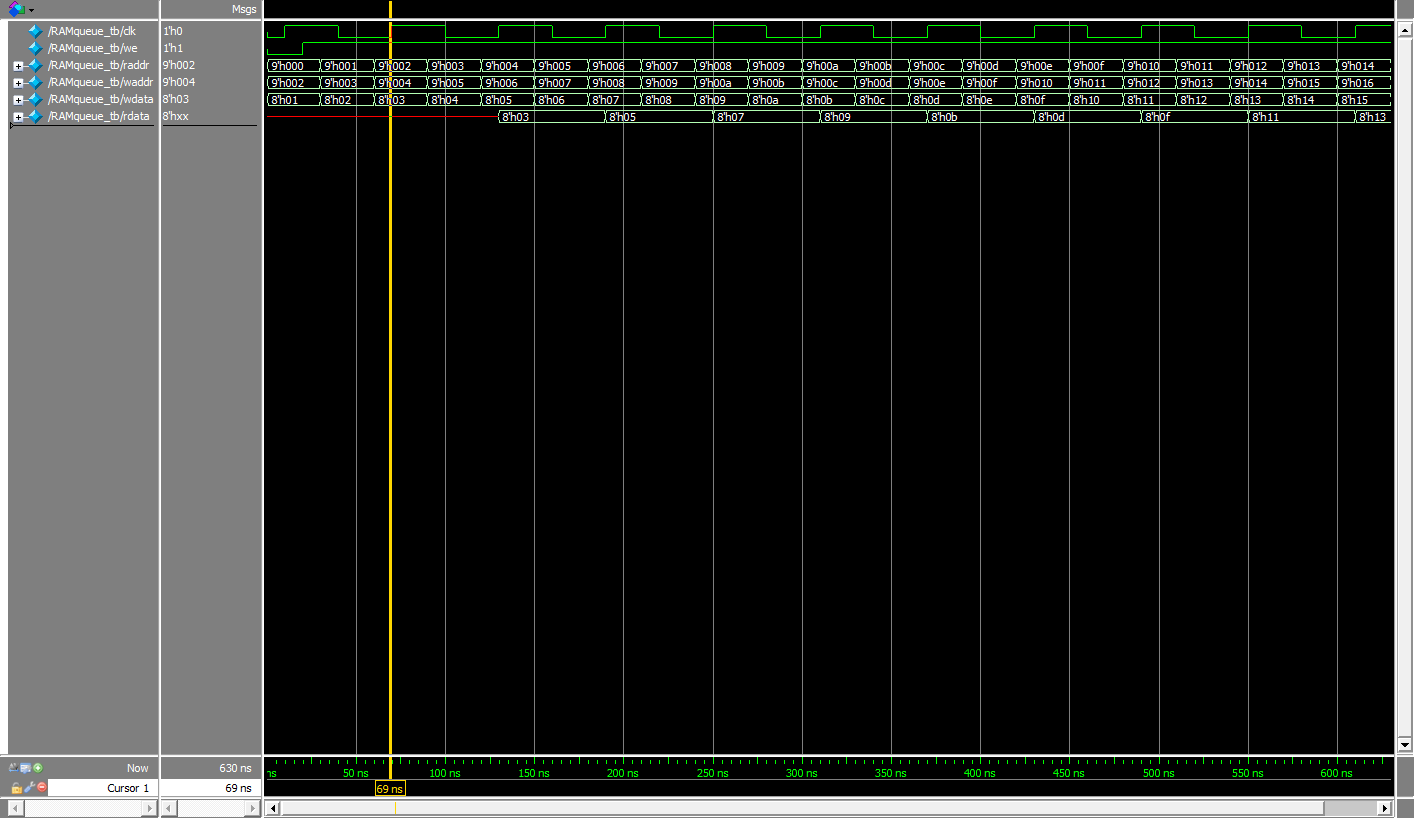 Msgs
/RAMqueue_tb/clk 1'h0
/RAMqueue_tb/we 1'h1
/RAMqueue_tb/raddr 9'h002 9'h000 9'h001 9'h002 9'h003 9'h004 9'h005 9'h006 9'h007 9'h008 9'h009 9'h00a 9'h00b 9'h00c 9'h00d 9'h00e 9'h00f 9'h010 9'h011 9'h012 9'h013 9'h014
/RAMqueue_tb/waddr 9'h004 9'h002 9'h003 9'h004 9'h005 9'h006 9'h007 9'h008 9'h009 9'h00a 9'h00b 9'h00c 9'h00d 9'h00e 9'h00f 9'h010 9'h011 9'h012 9'h013 9'h014 9'h015 9'h016
/RAMqueue_tb/wdata 8'h03 8'h01 8'h02 8'h03 8'h04 8'h05 8'h06 8'h07 8'h08 8'h09 8'h0a 8'h0b 8'h0c 8'h0d 8'h0e 8'h0f 8'h10 8'h11 8'h12 8'h13 8'h14 8'h15
/RAMqueue_tb/rdata 8'hxx 8'h03 8'h05 8'h07 8'h09 8'h0b 8'h0d 8'h0f 8'h11 8'h13
Now 630 ns ns 50 ns 100 ns 150 ns 200 ns 250 ns 300 ns 350 ns 400 ns 450 ns 500 ns 550 ns 600 ns
Cursor 1 69 ns 69 ns